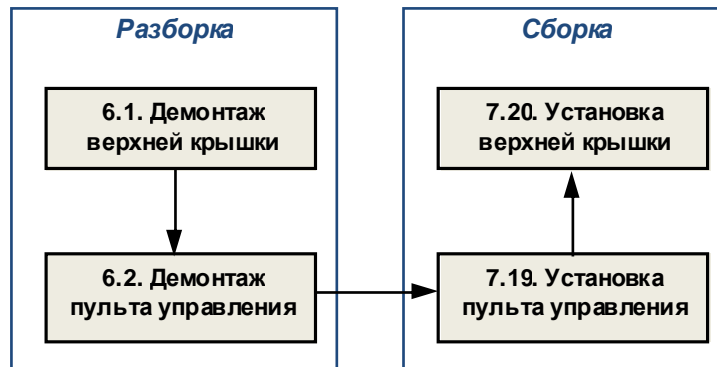 Разборка
6.1. Демонтаж
верхней крышки
6.2. Демонтаж
пульта управления
Сборка
7.20. Установка
верхней крышки
7.19. Установка
пульта управления